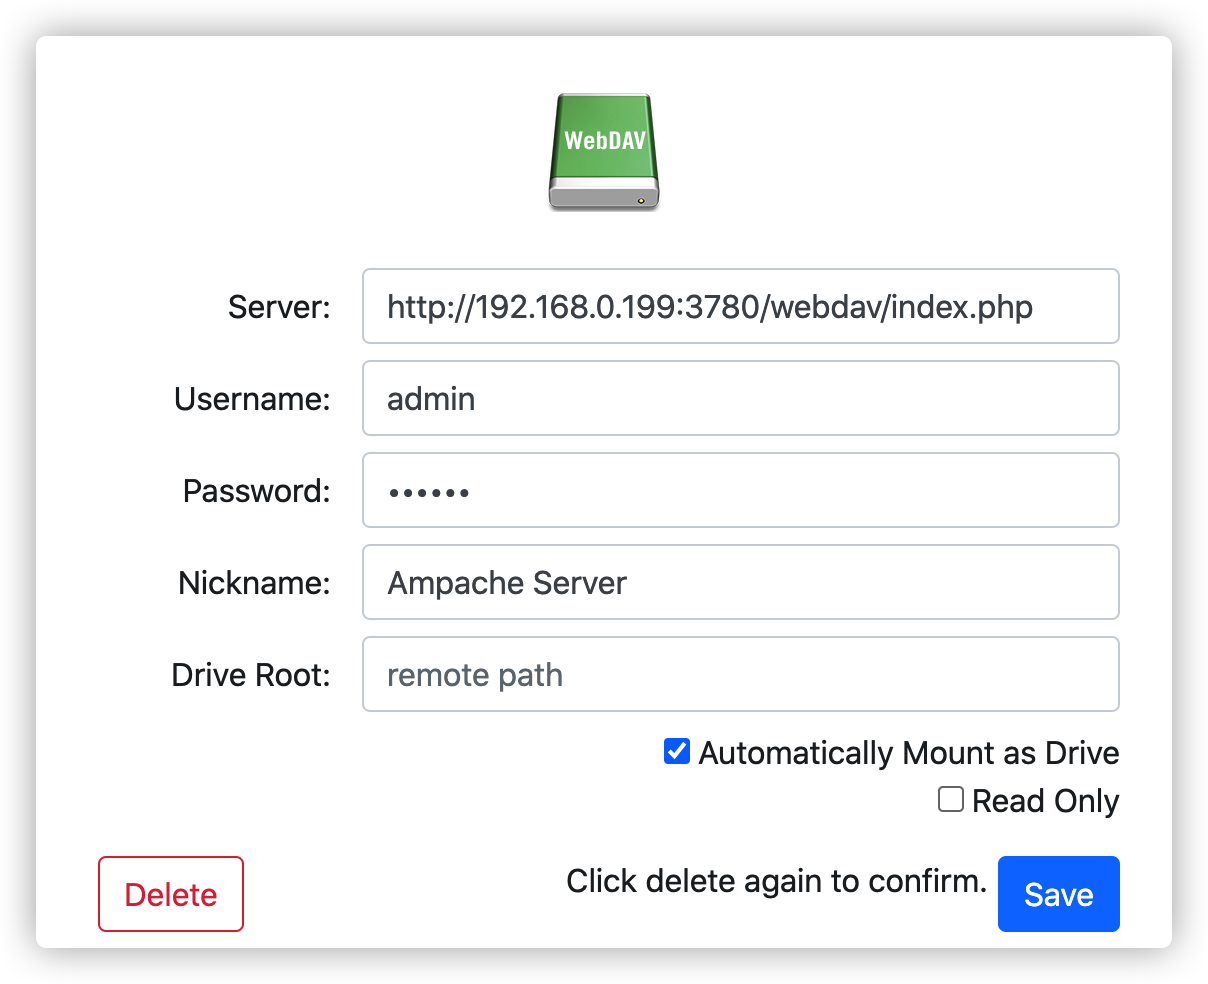 WebDAV
Server: http://192.168.0.199:3780/webdav/index.php
Username: admin
Password: ••••••
Nickname: Ampache Server
Drive Root: remote path
Automatically Mount as Drive
Read Only
Delete Click delete again to confirm. Save